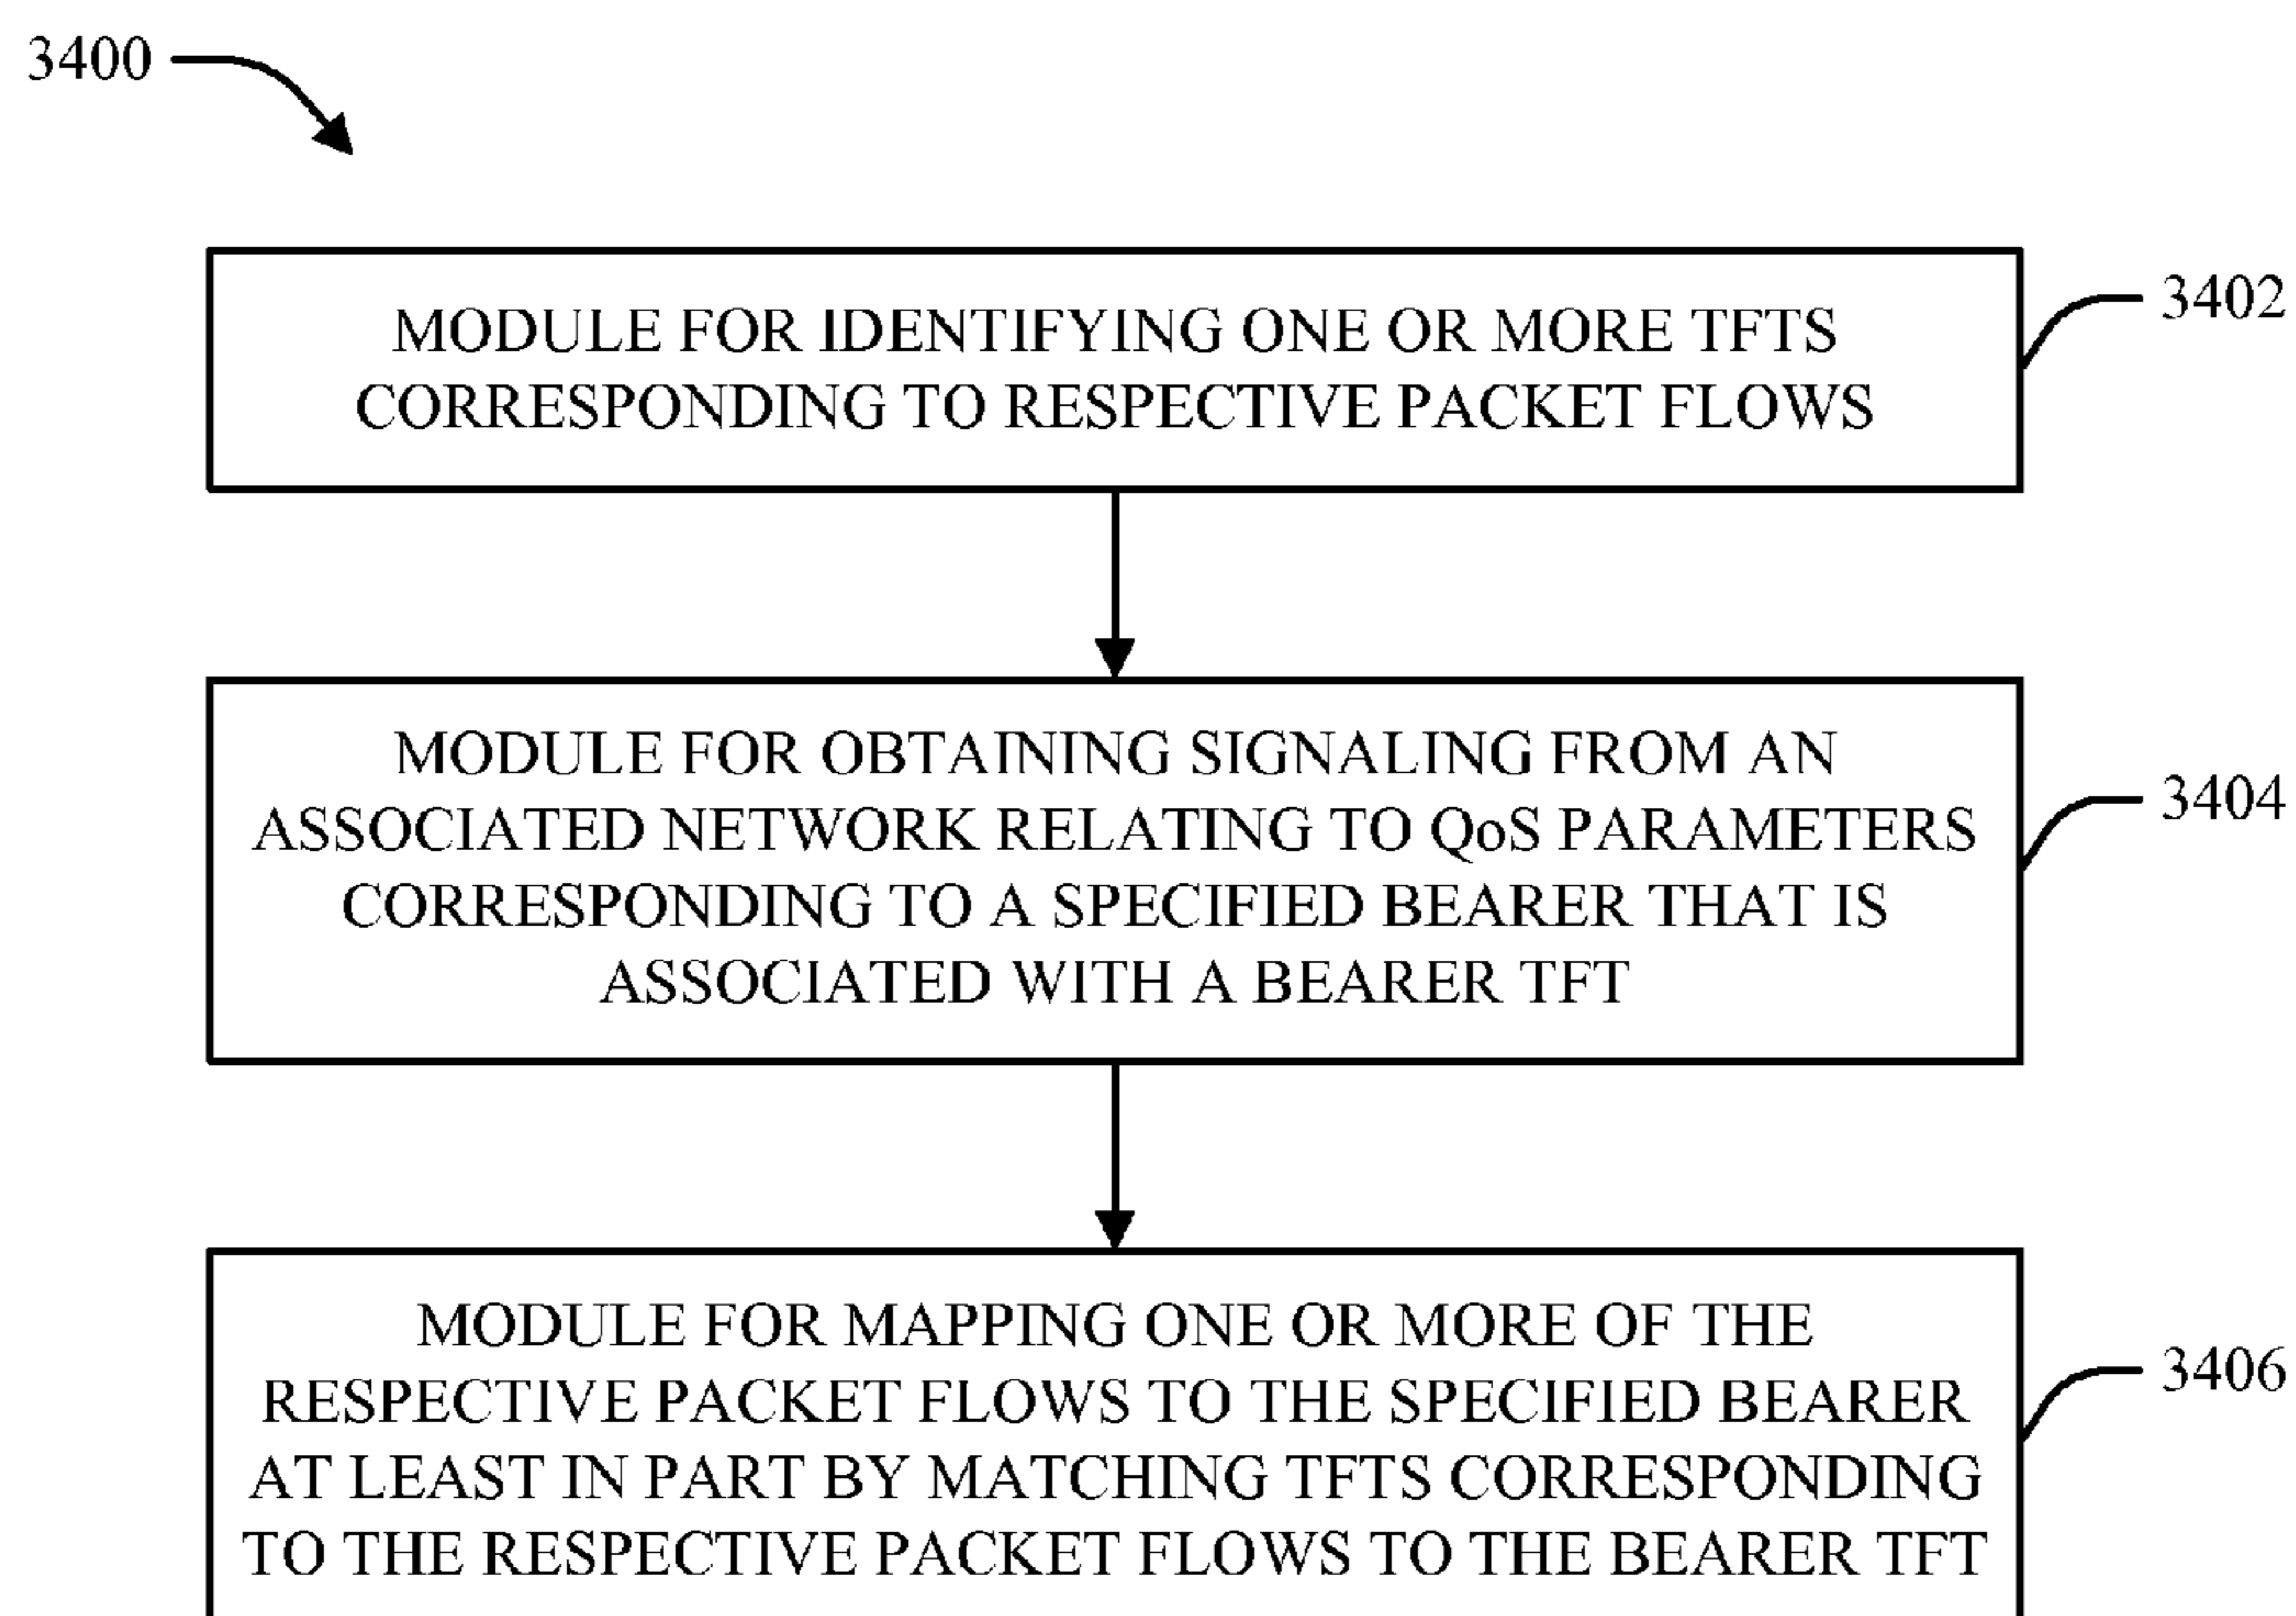 3400
MODULE FOR IDENTIFYING ONE OR MORE TFTS
CORRESPONDING TO RESPECTIVE PACKET FLOWS
3402
MODULE FOR OBTAINING SIGNALING FROM AN
ASSOCIATED NETWORK RELATING TO QoS PARAMETERS
CORRESPONDING TO A SPECIFIED BEARER THAT IS
ASSOCIATED WITH A BEARER TFT
3404
MODULE FOR MAPPING ONE OR MORE OF THE
RESPECTIVE PACKET FLOWS TO THE SPECIFIED BEARER
AT LEAST IN PART BY MATCHING TFTS CORRESPONDING
TO THE RESPECTIVE PACKET FLOWS TO THE BEARER TFT
3406